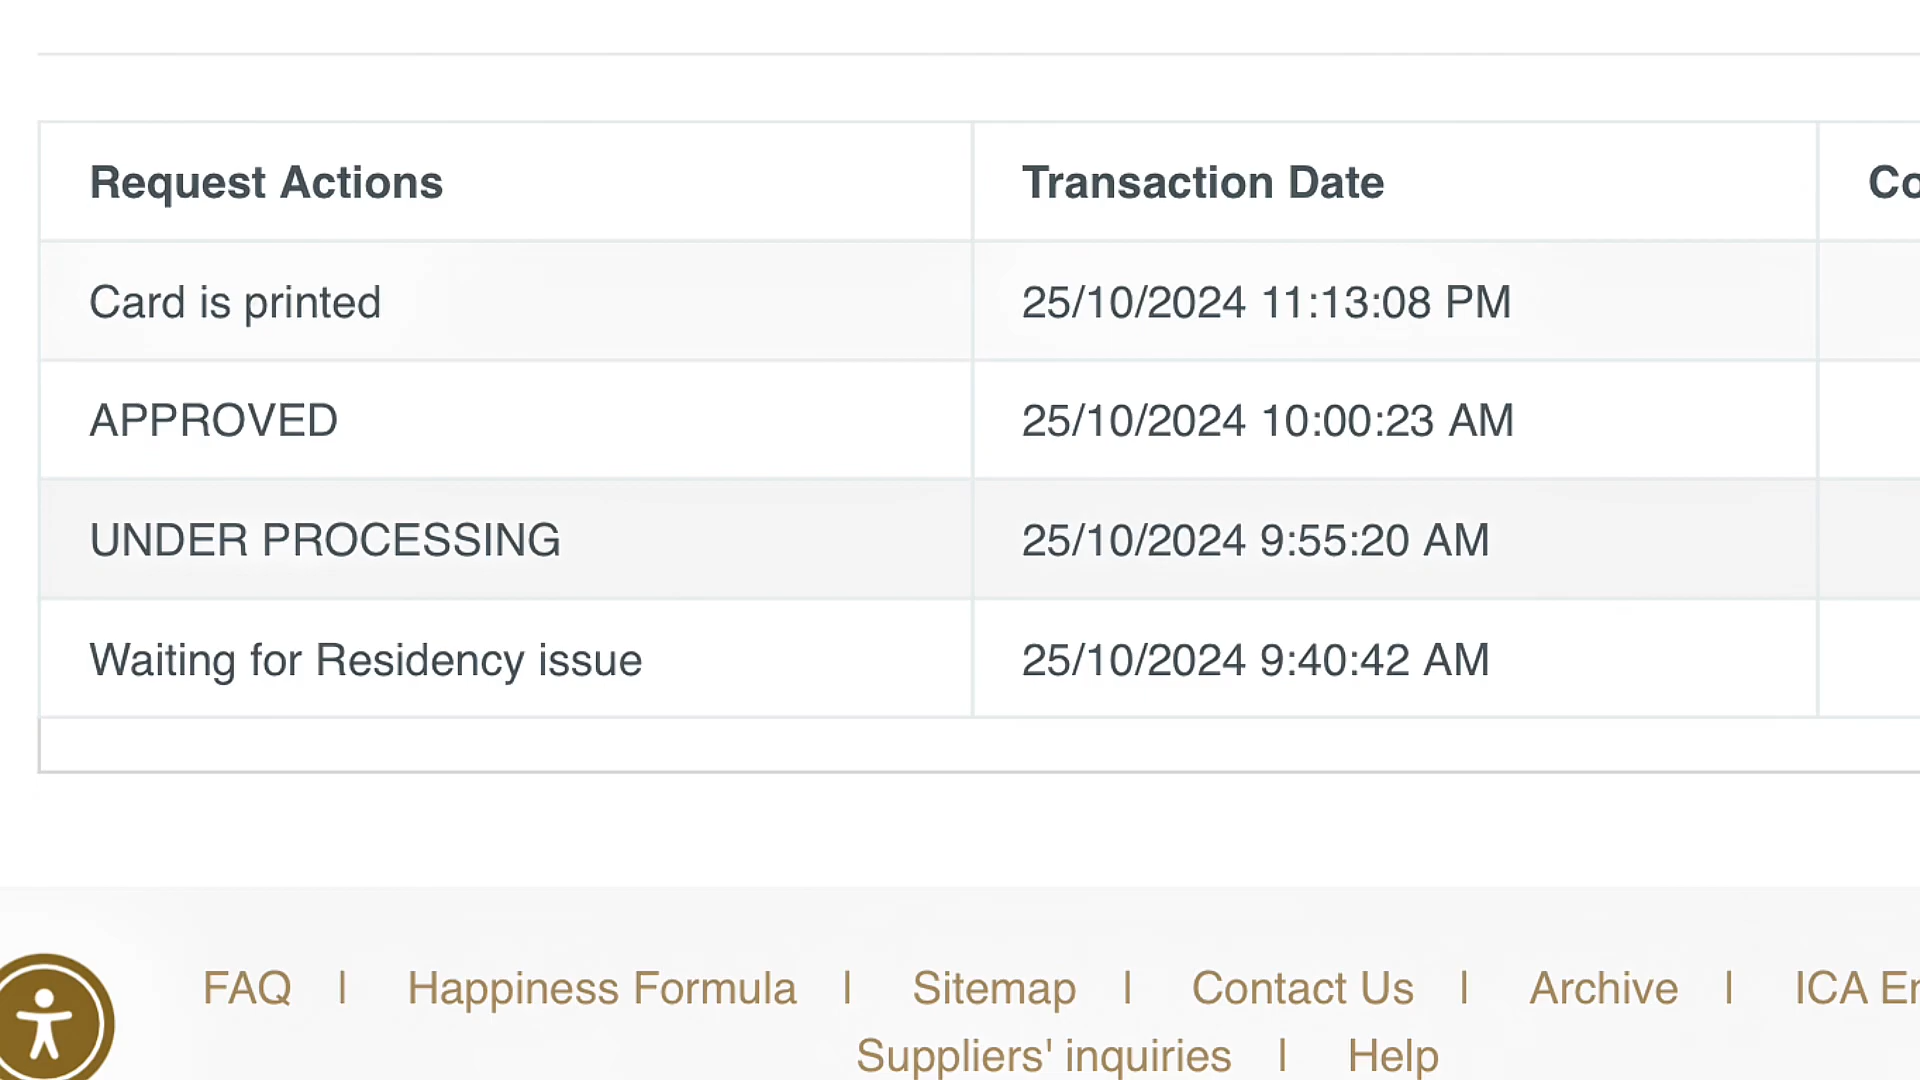 Request Actions Transaction Date
Card is printed 25/10/2024 11:13:08 PM
APPROVED 25/10/2024 10:00:23 AM
UNDER PROCESSING 25/10/2024 9:55:20 AM
Waiting for Residency issue 25/10/2024 9:40:42 AM
FAQ | Happiness Formula | Sitemap | Contact Us | Archive | ICA
Suppliers' inquiries | Help